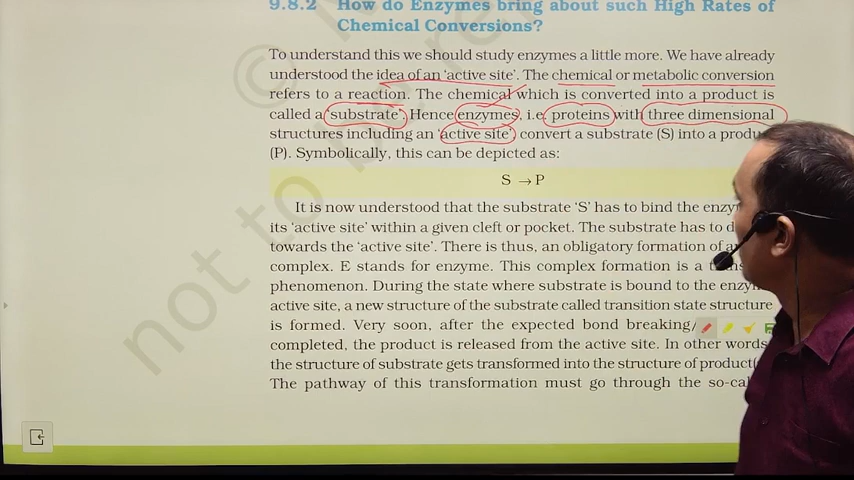 9.8.2 How do Enzymes bring about such High Rates of
Chemical Conversions?
To understand this we should study enzymes a little more. We have already
understood the idea of an 'active site'. The chemical or metabolic conversion
refers to a reaction. The chemical which is converted into a product is
called a 'substrate'. Hence enzymes, i.e. proteins with three dimensional
structures including an 'active site', convert a substrate (S) into a
(P). Symbolically, this can be depicted as:
S → P
It is now understood that the substrate 'S' has to bind the
its 'active site' within a given cleft or pocket. The substrate has to
towards the 'active site'. There is thus, an obligatory formation of
complex. E stands for enzyme. This complex formation is a
phenomenon. During the state where substrate is bound to the
active site, a new structure of the substrate called transition state structure
is formed. Very soon, after the expected bond breaking/
completed, the product is released from the active site. In other words,
the structure of substrate gets transformed into the structure of
The pathway of this transformation must go through the
© N
not to be re